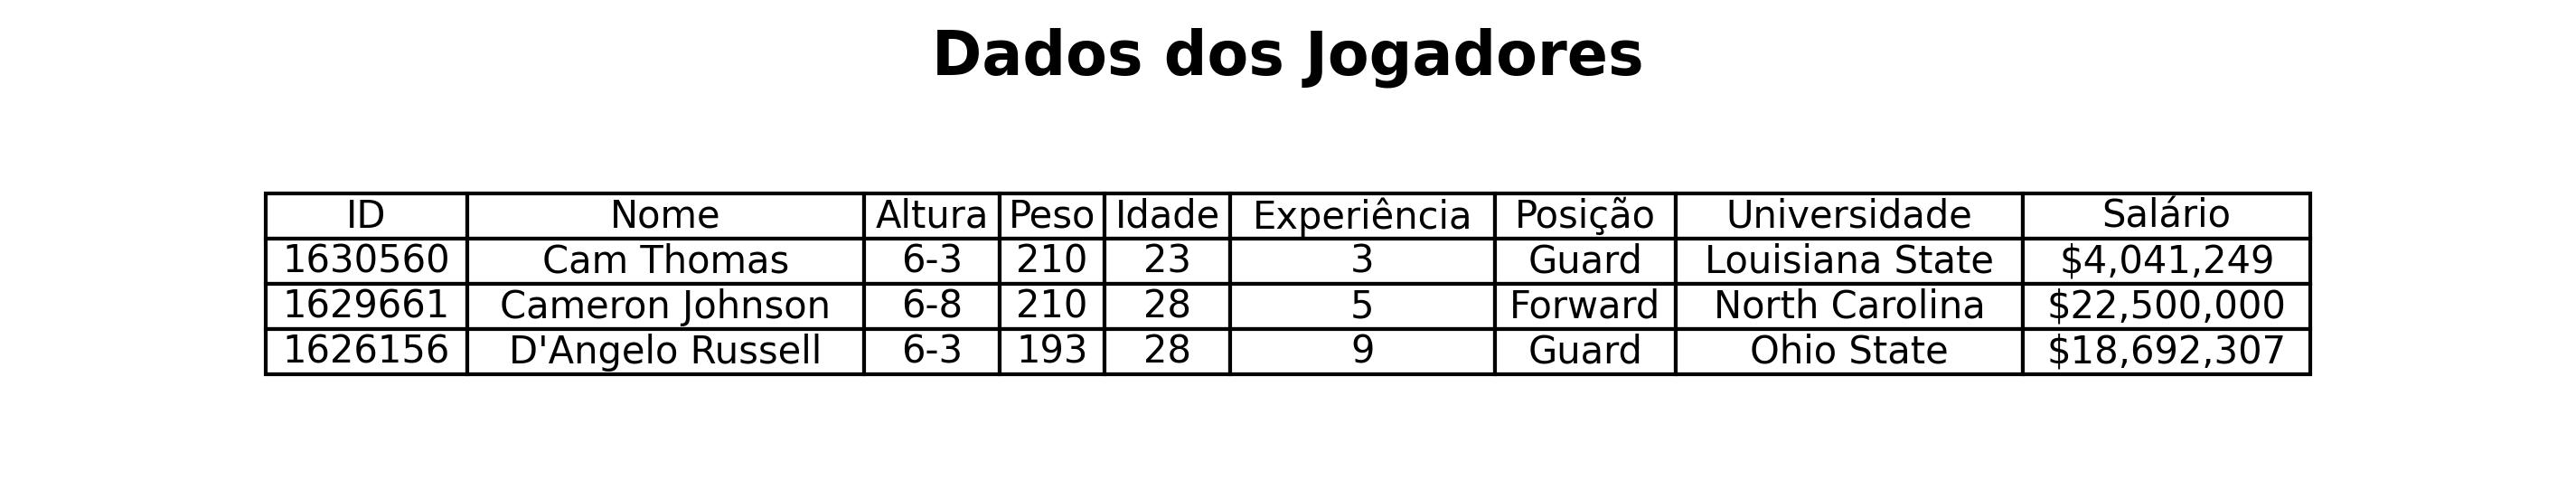 Dados dos Jogadores
ID Nome Altura Peso Idade Experiência Posição Universidade Salário
1630560 Cam Thomas 6-3 210 23 3 Guard Louisiana State $4,041,249
1629661 Cameron Johnson 6-8 210 28 5 Forward North Carolina $22,500,000
1626156 D'Angelo Russell 6-3 193 28 9 Guard Ohio State $18,692,307